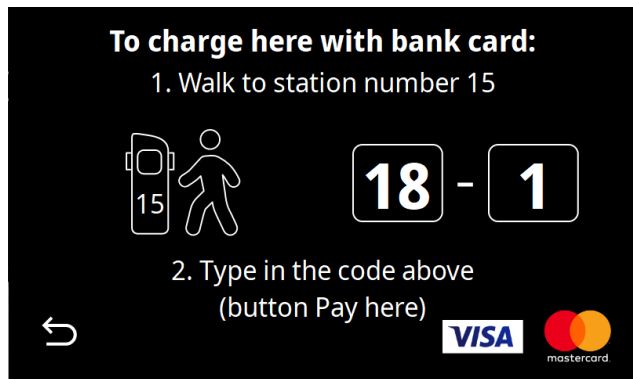 To charge here with bank card:
1. Walk to station number 15
15
18 - 1
2. Type in the code above
(button Pay here)
VISA
mastercard.